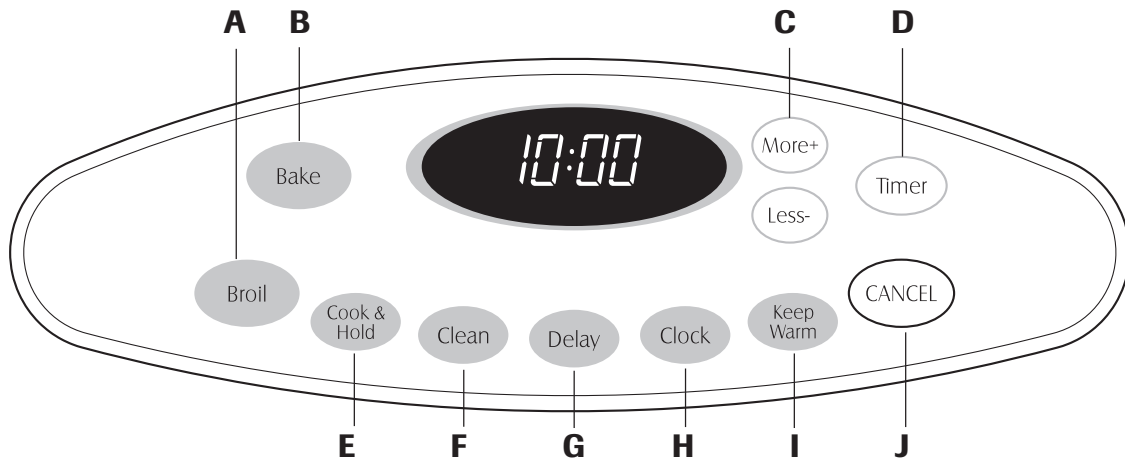 A
B
C
D
10:00
More+
Bake
Timer
Less-
Broil
CANCEL
Cook &
Hold
Clean
Delay
Clock
Keep
Warm
E
F
G
H
I
J